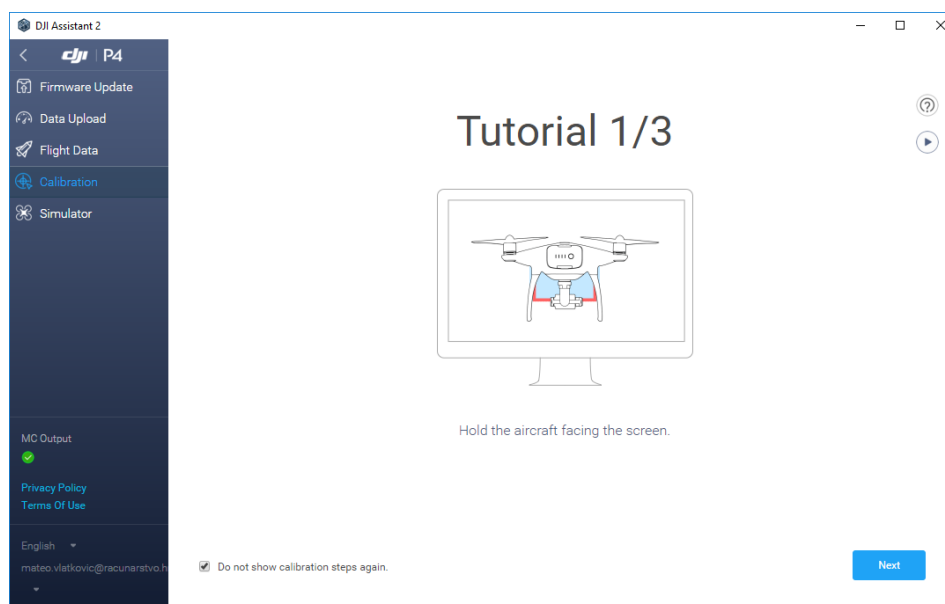 DJI Assistant 2
dji P4
Firmware Update
Data Upload
Flight Data
Calibration
Simulator
Tutorial 1/3
Hold the aircraft facing the screen.
MC Output
Privacy Policy
Terms Of Use
English
mateo.vlatkovic@racunarstvo.h
Do not show calibration steps again.
Next